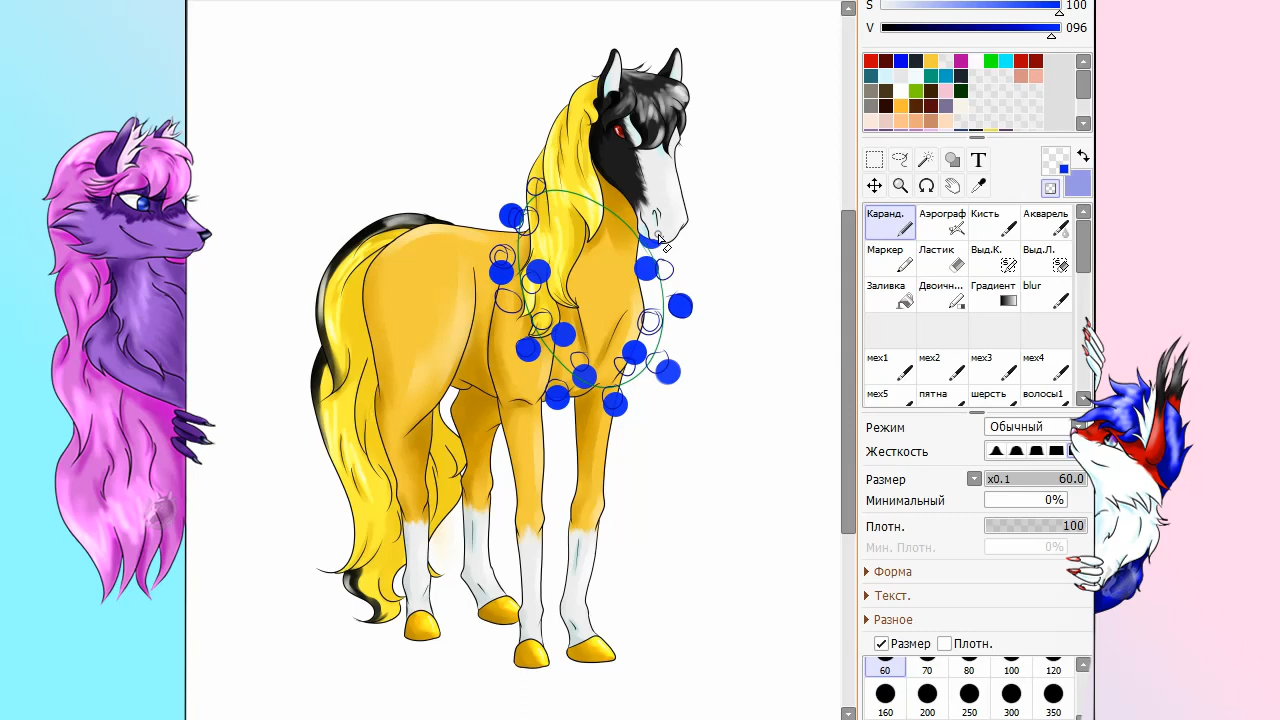 S 100
V 096
T
Каранд. Аэрограф Кисть Акварель
Маркер Ластик Выд.К. Выд.Л.
Заливка Двоичн... Градиент blur
мех1 мех2 мех3 мех4
мех5 пятна шерсть волосы1
Режим Обычный
Жесткость
Размер x0.1 60.0
Минимальный 0%
Плотн. 100
Мин. Плотн. 0%
Форма
Текст.
Разное
Размер Плотн.
60 70 80 100 120
160 200 250 300 350